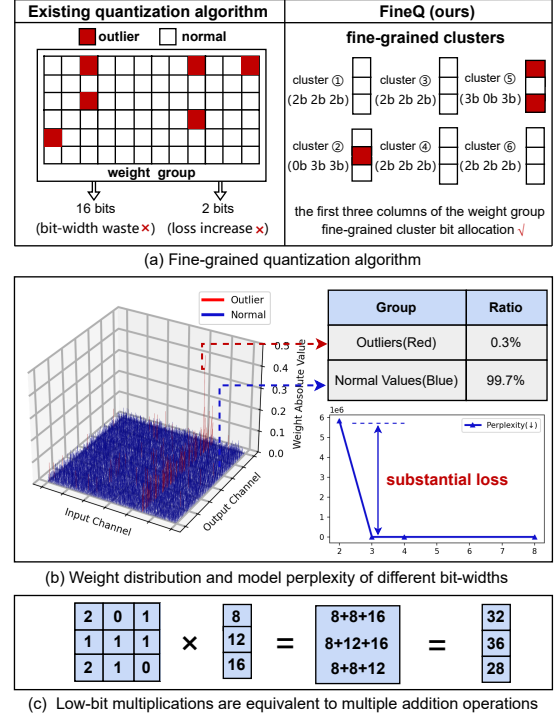 Existing quantization algorithm
outlier normal
weight group
16 bits 2 bits
(bit-width waste×) (loss increase×)
FineQ (ours)
fine-grained clusters
cluster ① cluster ③ cluster ⑤
(2b 2b 2b) (2b 2b 2b) (3b 0b 3b)
cluster ② cluster ④ cluster ⑥
(0b 3b 3b) (2b 2b 2b) (2b 2b 2b)
the first three columns of the weight group
fine-grained cluster bit allocation √
(a) Fine-grained quantization algorithm
Outlier
Normal
0.5
0.4
0.3
0.2
0.1
0.0
Weight Absolute Value
Input Channel
Output Channel
Group Ratio
Outliers(Red) 0.3%
Normal Values(Blue) 99.7%
1e6
Perplexity(↓)
6
5
4
3
2
1
0
substantial loss
2 3 4 5 6 7 8
(b) Weight distribution and model perplexity of different bit-widths
2 0 1 8 8+8+16 32
1 1 1 × 12 = 8+12+16 = 36
2 1 0 16 8+8+12 28
(c) Low-bit multiplications are equivalent to multiple addition operations